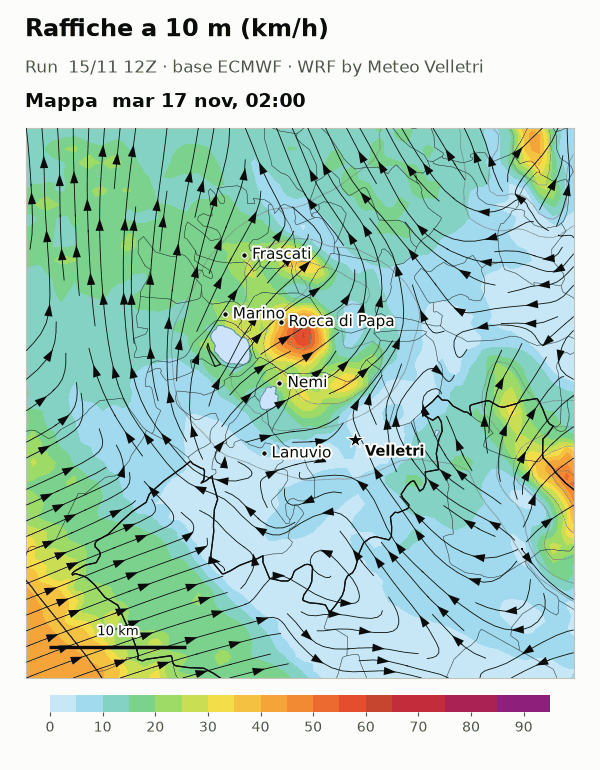 Raffiche a 10 m (km/h)
Run  15/11 12Z · base ECMWF · WRF by Meteo Velletri
Mappa  mar 17 nov, 02:00
Frascati
Marino
Rocca di Papa
Nemi
Velletri
Lanuvio
10 km
0 10 20 30 40 50 60 70 80 90